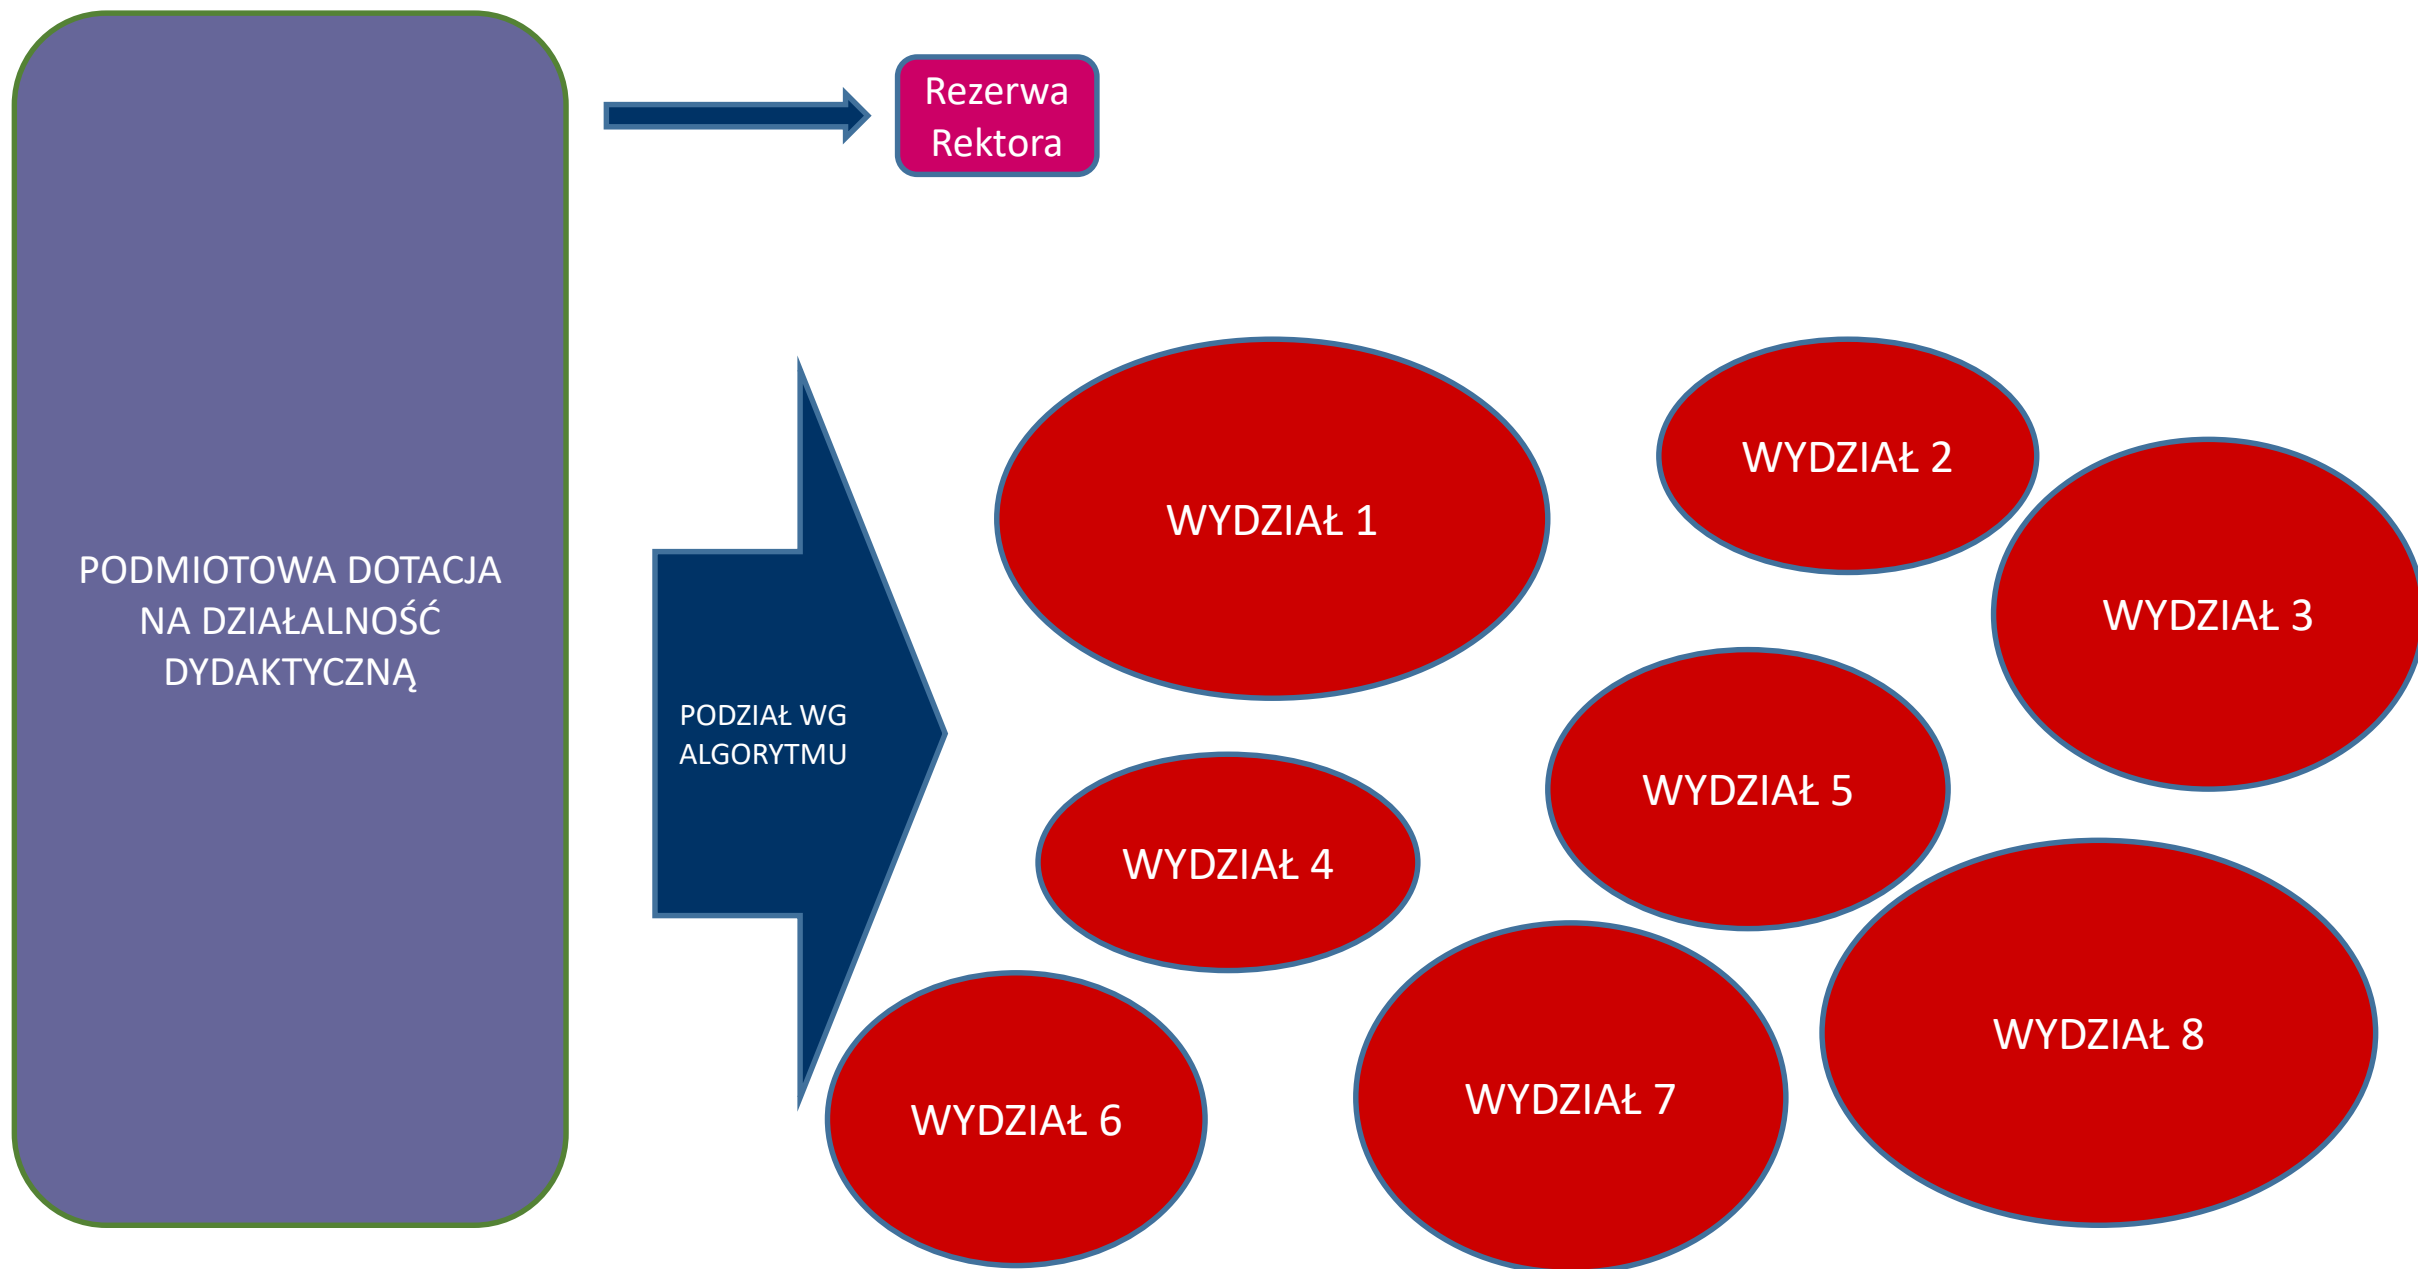 Rezerwa
Rektora
PODMIOTOWA DOTACJA
NA DZIAŁALNOŚĆ
DYDAKTYCZNĄ
PODZIAŁ WG
ALGORYTMU
WYDZIAŁ 1
WYDZIAŁ 2
WYDZIAŁ 3
WYDZIAŁ 4
WYDZIAŁ 5
WYDZIAŁ 6
WYDZIAŁ 7
WYDZIAŁ 8